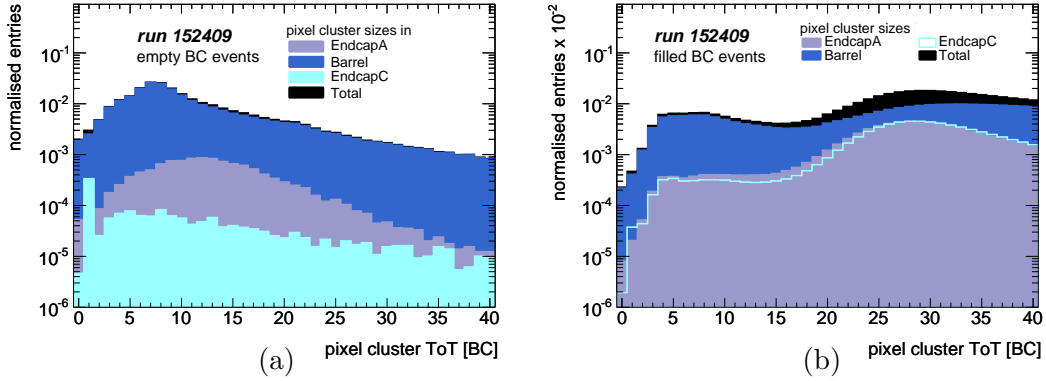 normalised entries
10⁻¹
10⁻²
10⁻³
10⁻⁴
10⁻⁵
10⁻⁶
run 152409
empty BC events
pixel cluster sizes in
EndcapA
Barrel
EndcapC
Total
0 5 10 15 20 25 30 35 40
pixel cluster ToT [BC]
(a)
normalised entries x 10⁻²
10⁻¹
10⁻²
10⁻³
10⁻⁴
10⁻⁵
10⁻⁶
run 152409
filled BC events
pixel cluster sizes
EndcapA EndcapC
Barrel Total
0 5 10 15 20 25 30 35 40
pixel cluster ToT [BC]
(b)